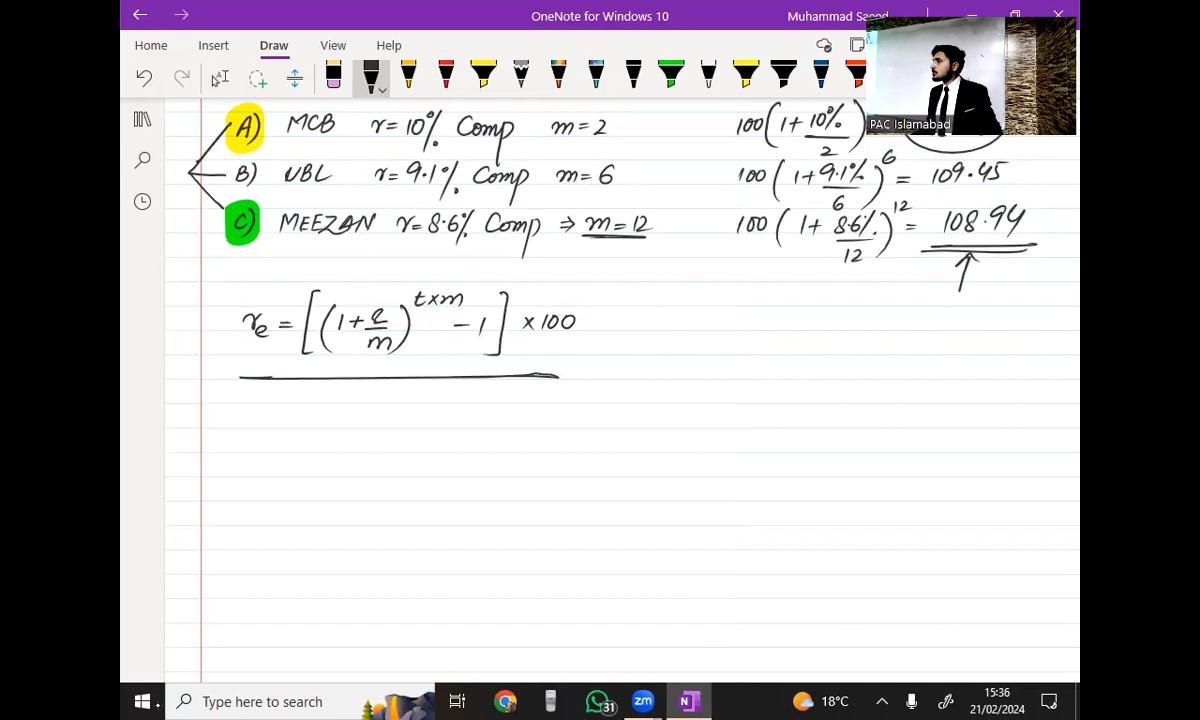 OneNote for Windows 10
Muhammad Saeed
Home Insert Draw View Help
PAC Islamabad
A) MCB r = 10% Comp m = 2 100(1 + 10%/2)
B) UBL r = 9.1% Comp m = 6 100(1 + 9.1%/6)^6 = 109.45
C) MEEZAN r = 8.6% Comp ⇒ m = 12 100(1 + 8.6%/12)^12 = 108.94
re = [(1 + r/m)^t×m - 1] × 100
Type here to search
31
zm
N
18°C
15:36
21/02/2024